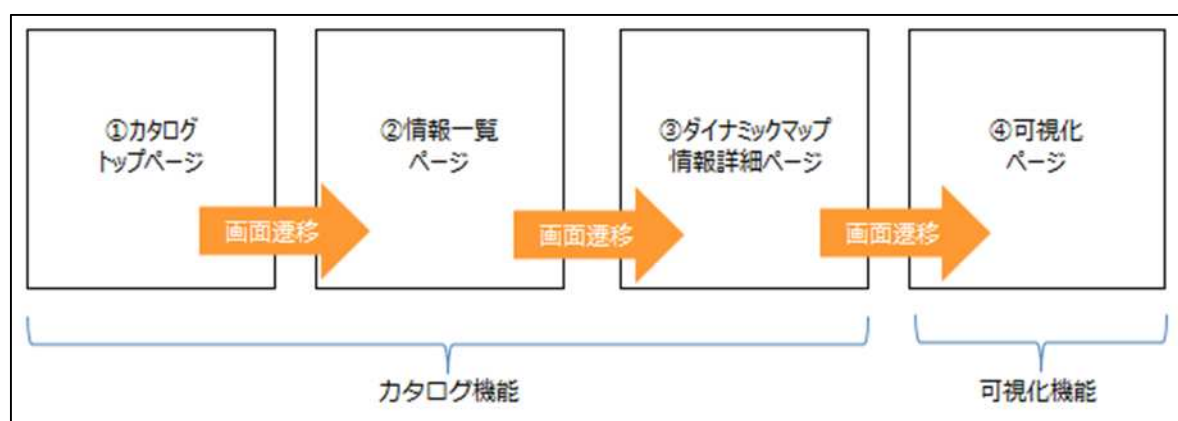 ①カタログ
トップページ
②情報一覧
ページ
③ダイナミックマップ
情報詳細ページ
④可視化
ページ
画面遷移
画面遷移
画面遷移
カタログ機能
可視化機能